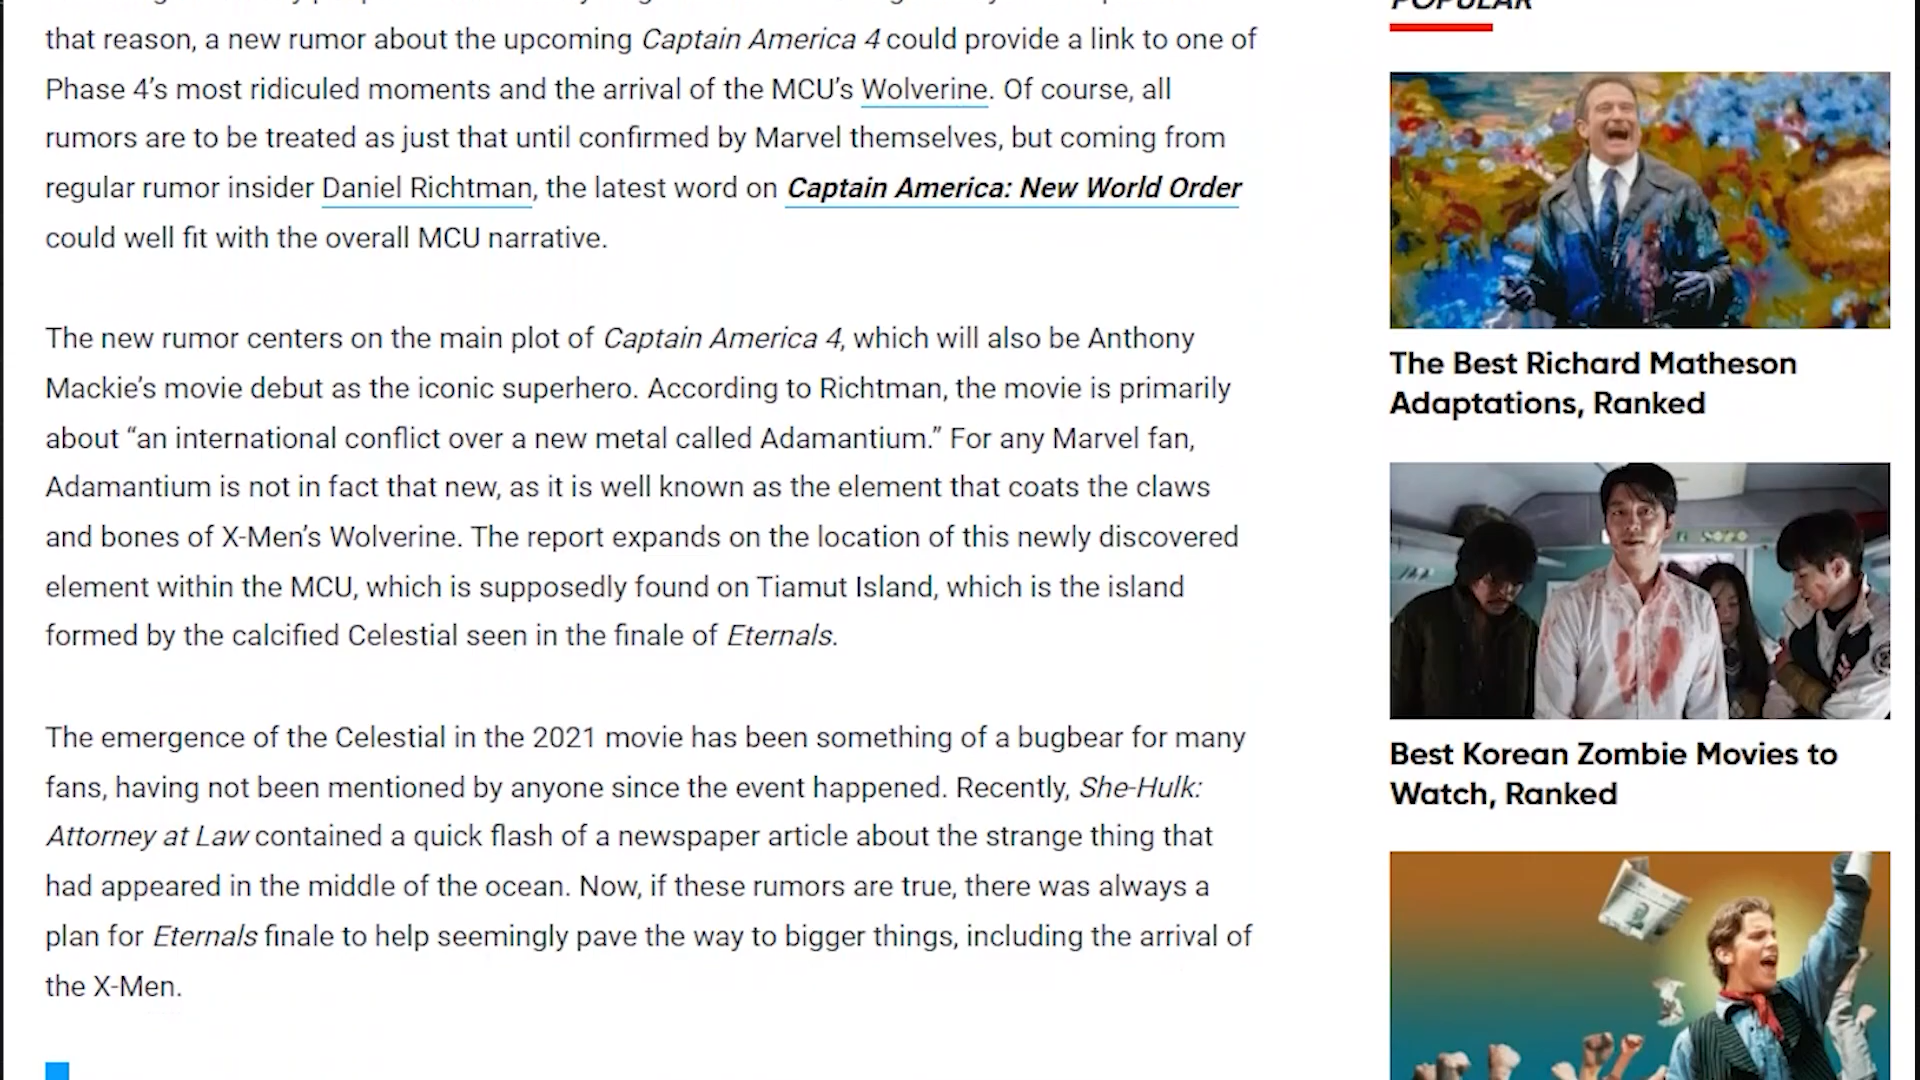 that reason, a new rumor about the upcoming Captain America 4 could provide a link to one of
Phase 4’s most ridiculed moments and the arrival of the MCU’s Wolverine. Of course, all
rumors are to be treated as just that until confirmed by Marvel themselves, but coming from
regular rumor insider Daniel Richtman, the latest word on Captain America: New World Order
could well fit with the overall MCU narrative.
The new rumor centers on the main plot of Captain America 4, which will also be Anthony
Mackie’s movie debut as the iconic superhero. According to Richtman, the movie is primarily
about “an international conflict over a new metal called Adamantium.” For any Marvel fan,
Adamantium is not in fact that new, as it is well known as the element that coats the claws
and bones of X-Men’s Wolverine. The report expands on the location of this newly discovered
element within the MCU, which is supposedly found on Tiamut Island, which is the island
formed by the calcified Celestial seen in the finale of Eternals.
The emergence of the Celestial in the 2021 movie has been something of a bugbear for many
fans, having not been mentioned by anyone since the event happened. Recently, She-Hulk:
Attorney at Law contained a quick flash of a newspaper article about the strange thing that
had appeared in the middle of the ocean. Now, if these rumors are true, there was always a
plan for Eternals finale to help seemingly pave the way to bigger things, including the arrival of
the X-Men.
POPULAR
The Best Richard Matheson
Adaptations, Ranked
Best Korean Zombie Movies to
Watch, Ranked